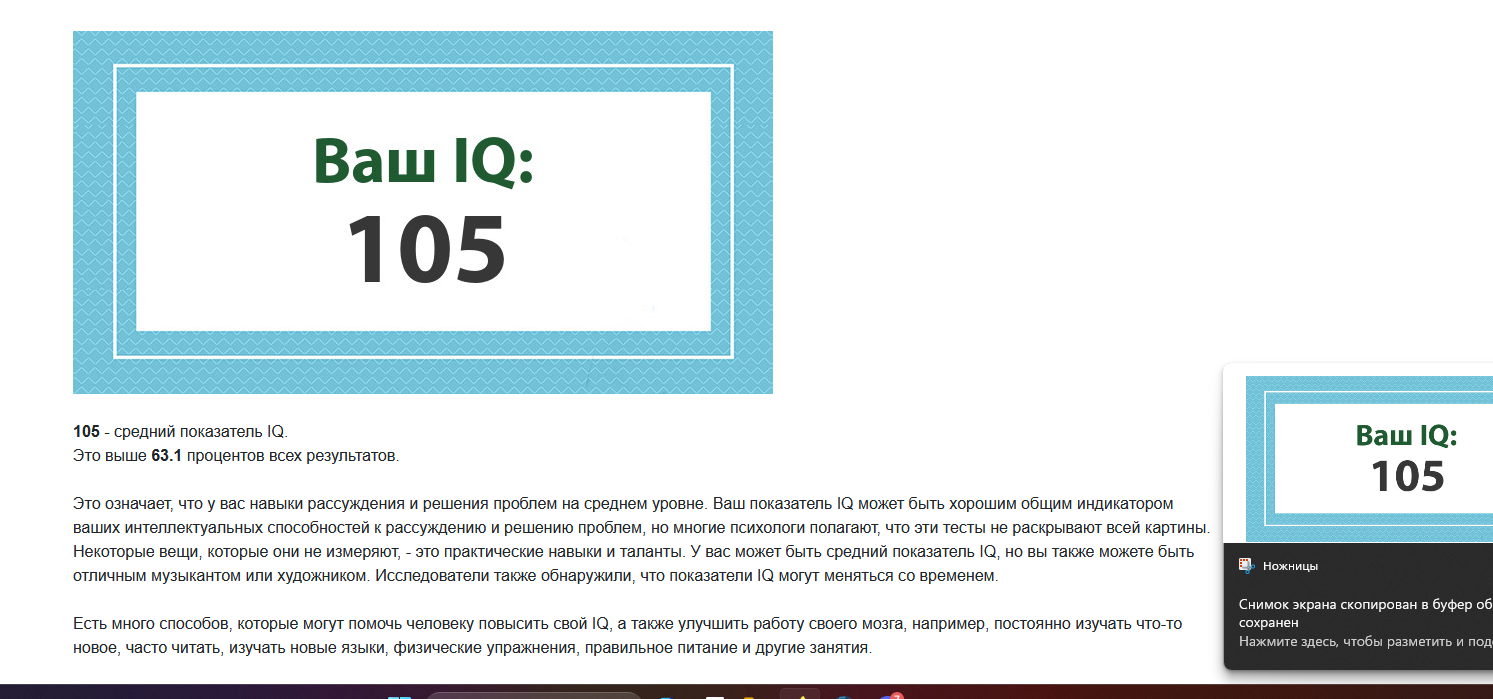 Ваш IQ:
105
105 - средний показатель IQ.
Это выше 63.1 процентов всех результатов.
Это означает, что у вас навыки рассуждения и решения проблем на среднем уровне. Ваш показатель IQ может быть хорошим общим индикатором
ваших интеллектуальных способностей к рассуждению и решению проблем, но многие психологи полагают, что эти тесты не раскрывают всей картины.
Некоторые вещи, которые они не измеряют, - это практические навыки и таланты. У вас может быть средний показатель IQ, но вы также можете быть
отличным музыкантом или художником. Исследователи также обнаружили, что показатели IQ могут меняться со временем.
Есть много способов, которые могут помочь человеку повысить свой IQ, а также улучшить работу своего мозга, например, постоянно изучать что-то
новое, часто читать, изучать новые языки, физические упражнения, правильное питание и другие занятия.
Ваш IQ:
105
Ножницы
Снимок экрана скопирован в буфер об
сохранен
Нажмите здесь, чтобы разметить и под